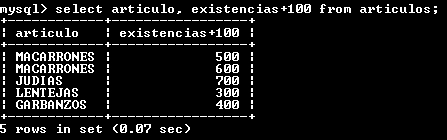 mysql> select articulo, existencias+100 from articulos;
+------------+-----------------+
| articulo   | existencias+100 |
+------------+-----------------+
| MACARRONES |             500 |
| MACARRONES |             600 |
| JUDIAS     |             700 |
| LENTEJAS   |             300 |
| GARBANZOS  |             400 |
+------------+-----------------+
5 rows in set (0.07 sec)